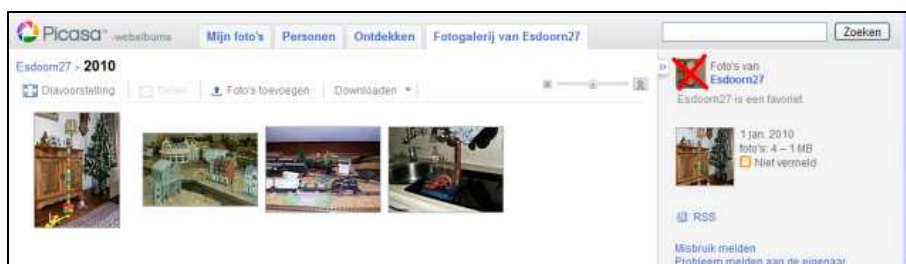 Picasa™ webalbums
Mijn foto's Personen Ontdekken Fotogalerij van Esdoorn27
Zoeken
Esdoorn27 > 2010
Diavoorstelling Delen Foto's toevoegen Downloaden
» Foto's van
Esdoorn27
Esdoorn27 is een favoriet
1 jan. 2010
foto's: 4 – 1 MB
Niet vermeld
RSS
Misbruik melden
Probleem melden aan de eigenaar